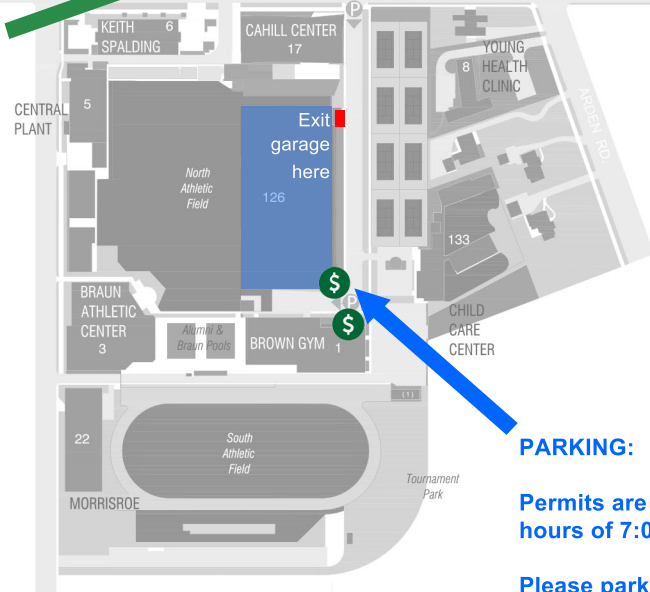 P
KEITH 6
SPALDING
CAHILL CENTER
17
YOUNG
HEALTH
CLINIC
8
CENTRAL
PLANT
5
ARDEN RD.
Exit
garage
here
126
North
Athletic
Field
133
$
P
$
BRAUN
ATHLETIC
CENTER
3
Alumni &
Braun Pools
BROWN GYM 1
CHILD
CARE
CENTER
(1)
22
South
Athletic
Field
MORRISROE
Tournament
Park
PARKING:
Permits are
hours of 7:0
Please park